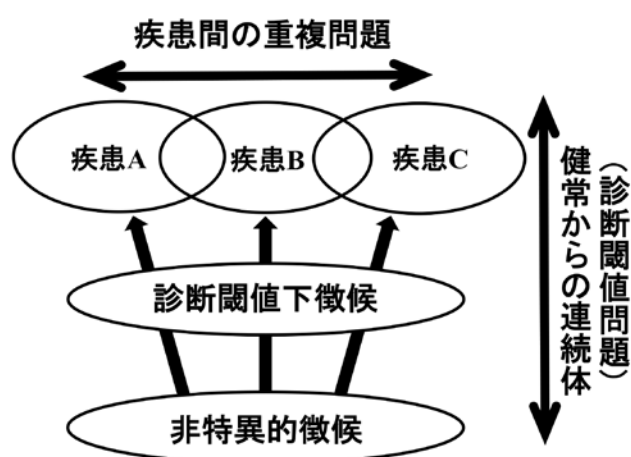 疾患間の重複問題
疾患A
疾患B
疾患C
診断閾値下徴候
非特異的徴候
（診断閾値問題）
健常からの連続体